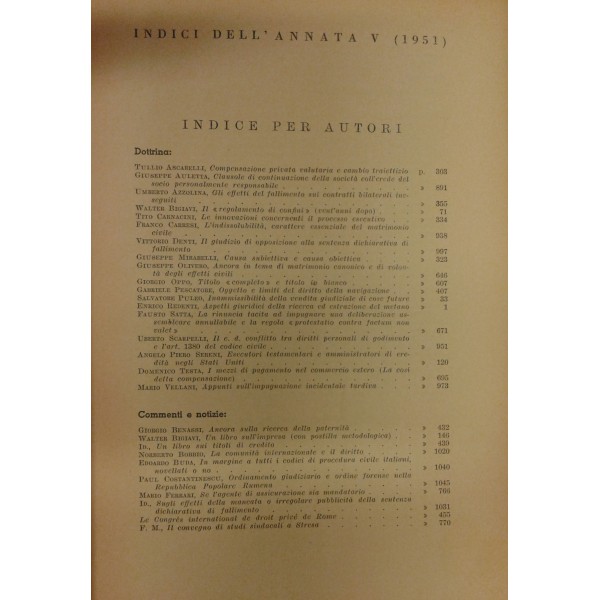 INDICI DELL'ANNATA V (1951)
INDICE PER AUTORI
Dottrina:
TULLIO ASCARELLI, Compensazione privata valutaria e cambio traiettizio p. 303
GIUSEPPE AULETTA, Clausola di continuazione della società coll'erede del
socio personalmente responsabile » 891
UMBERTO AZZOLINA, Gli effetti del fallimento sui contratti bilaterali ine-
seguiti » 355
WALTER BIGIAVI, Il « regolamento di confini » (vent'anni dopo) » 71
TITO CARNACINI, Le innovazioni concernenti il processo esecutivo » 334
FRANCO CARRESI, L'indissolubilità, carattere essenziale del matrimonio
civile » 958
VITTORIO DENTI, Il giudizio di opposizione alla sentenza dichiarativa di
fallimento » 997
GIUSEPPE MIRABELLI, Causa subiettiva e causa obiettiva » 323
GIUSEPPE OLIVERO, Ancora in tema di matrimonio canonico e di volon-
tà degli effetti civili » 646
GIORGIO OPPO, Titolo « completo » e titolo in bianco » 607
GABRIELE PESCATORE, Oggetto e limiti del diritto della navigazione » 407
SALVATORE PULEO, Inammissibilità della vendita giudiziale di cose future » 33
ENRICO REDENTI, Aspetti giuridici della ricerca ed estrazione del metano » 1
FAUSTO SATTA, La rinuncia tacita ad impugnare una deliberazione as-
sembleare annullabile e la regola « protestatio contra factum non
valet » » 671
UBERTO SCARPELLI, Il c. d. conflitto tra diritti personali di godimento
e l'art. 1380 del codice civile » 951
ANGELO PIERO SERENI, Esecutori testamentari e amministratori di ere-
dità negli Stati Uniti » 120
DOMENICO TESTA, I mezzi di pagamento nel commercio estero (La così
detta compensazione) » 695
MARIO VELLANI, Appunti sull'impugnazione incidentale tardiva » 973
Commenti e notizie:
GIORGIO BENASSI, Ancora sulla ricerca della paternità » 432
WALTER BIGIAVI, Un libro sull'impresa (con postilla metodologica) » 146
ID., Un libro sui titoli di credito » 439
NORBERTO BOBBIO, La comunità internazionale e il diritto » 1020
EDOARDO BUDA, In margine a tutti i codici di procedura civile italiani,
novellati o no » 1040
PAUL COSTANTINESCU, Ordinamento giudiziario e ordine forense nella
Repubblica Popolare Rumena » 1045
MARIO FERRARI, Se l'agente di assicurazione sia mandatario » 766
ID., Sugli effetti della mancata o irregolare pubblicità della sentenza
dichiarativa di fallimento » 1031
Le Congrès international de droit privé de Rome » 455
F. M., Il convegno di studi sindacali a Stresa » 770